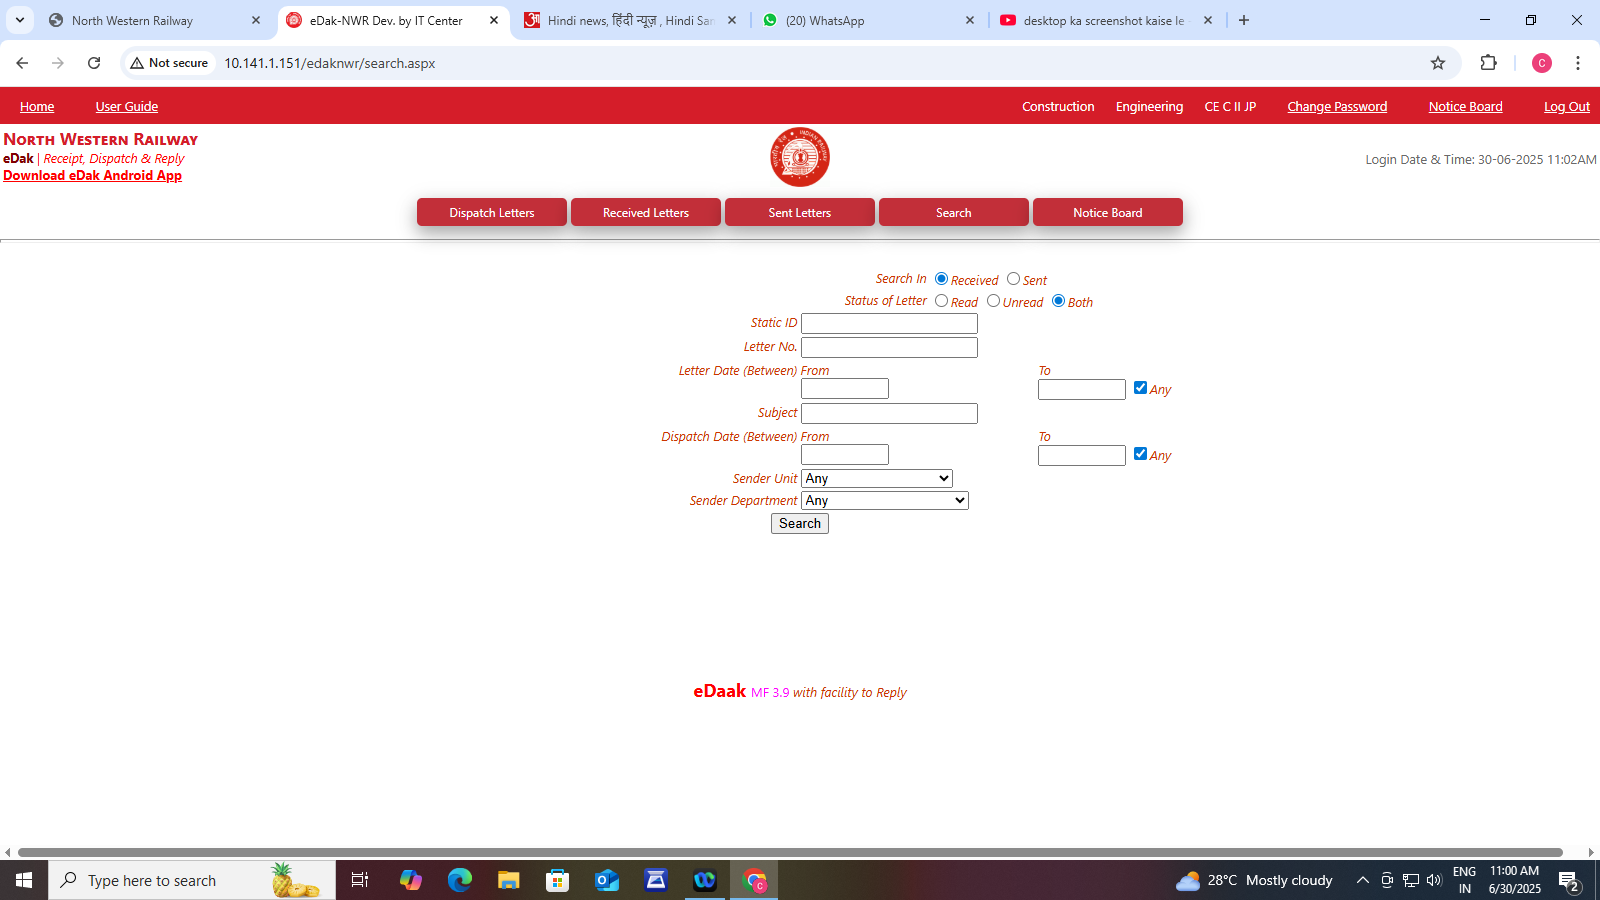 North Western Railway
eDak-NWR Dev. by IT Center
Hindi news, हिंदी न्यूज़ , Hindi Sar
(20) WhatsApp
desktop ka screenshot kaise le -
Not secure
10.141.1.151/edaknwr/search.aspx
C
Home User Guide Construction Engineering CE C II JP Change Password Notice Board Log Out
North Western Railway
eDak | Receipt, Dispatch & Reply
Download eDak Android App
Login Date & Time: 30-06-2025 11:02AM
Dispatch Letters Received Letters Sent Letters Search Notice Board
Search In Received Sent
Status of Letter Read Unread Both
Static ID
Letter No.
Letter Date (Between) From To
Any
Subject
Dispatch Date (Between) From To
Any
Sender Unit Any
Sender Department Any
Search
eDaak MF 3.9 with facility to Reply
Type here to search
28°C Mostly cloudy
ENG
IN
11:00 AM
6/30/2025
2